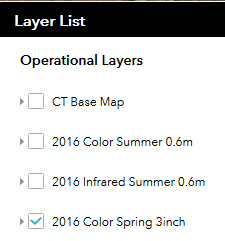 Layer List
Operational Layers
CT Base Map
2016 Color Summer 0.6m
2016 Infrared Summer 0.6m
2016 Color Spring 3inch